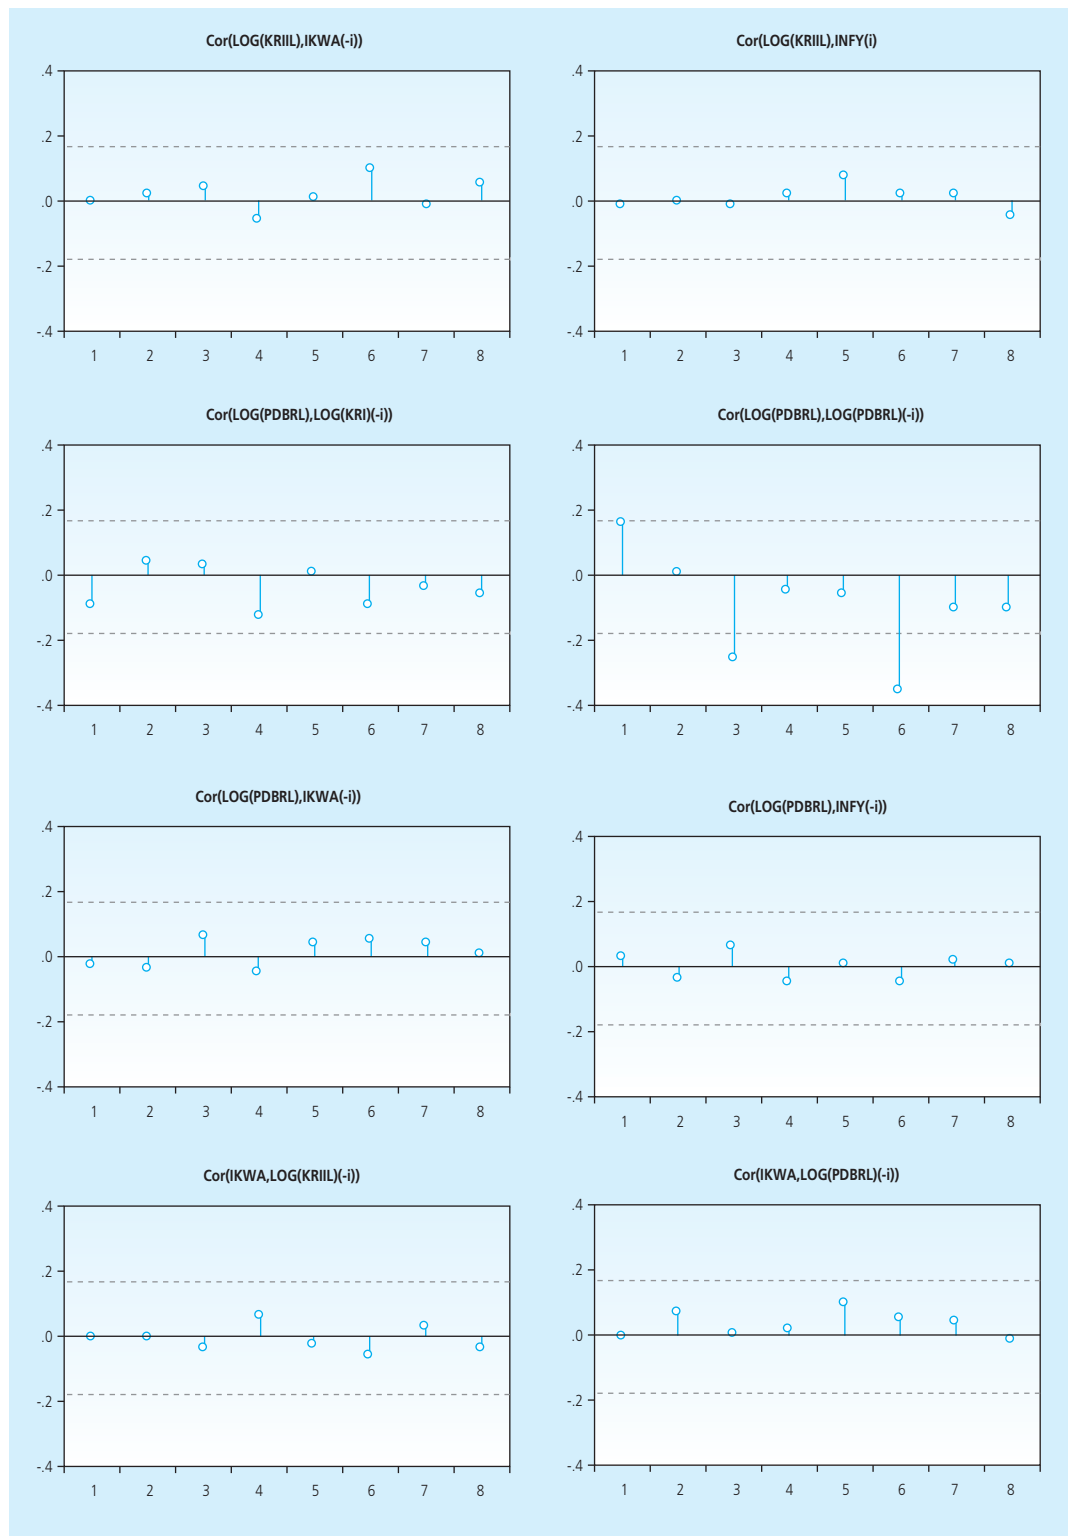 Cor(LOG(KRIIL),IKWA(-i))
.4
.2
.0
-.2
-.4
1 2 3 4 5 6 7 8
Cor(LOG(KRIIL),INFY(i)
.4
.2
.0
-.2
-.4
1 2 3 4 5 6 7 8
Cor(LOG(PDBRL),LOG(KRI)(-i))
.4
.2
.0
-.2
-.4
1 2 3 4 5 6 7 8
Cor(LOG(PDBRL),LOG(PDBRL)(-i))
.4
.2
.0
-.2
-.4
1 2 3 4 5 6 7 8
Cor(LOG(PDBRL),IKWA(-i))
.4
.2
.0
-.2
-.4
1 2 3 4 5 6 7 8
Cor(LOG(PDBRL),INFY(-i))
.4
.2
.0
-.2
-.4
1 2 3 4 5 6 7 8
Cor(IKWA,LOG(KRIIL)(-i))
.4
.2
.0
-.2
-.4
1 2 3 4 5 6 7 8
Cor(IKWA,LOG(PDBRL)(-i))
.4
.2
.0
-.2
-.4
1 2 3 4 5 6 7 8